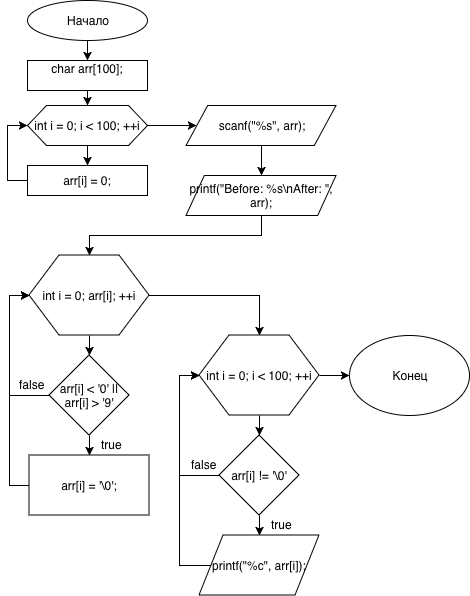 Начало
char arr[100];
int i = 0; i < 100; ++i
scanf("%s", arr);
arr[i] = 0;
printf("Before: %s\nAfter: ",
arr);
int i = 0; arr[i]; ++i
false
arr[i] < '0' ||
arr[i] > '9'
true
arr[i] = '\0';
int i = 0; i < 100; ++i
Конец
false
arr[i] != '\0'
true
printf("%c", arr[i]);